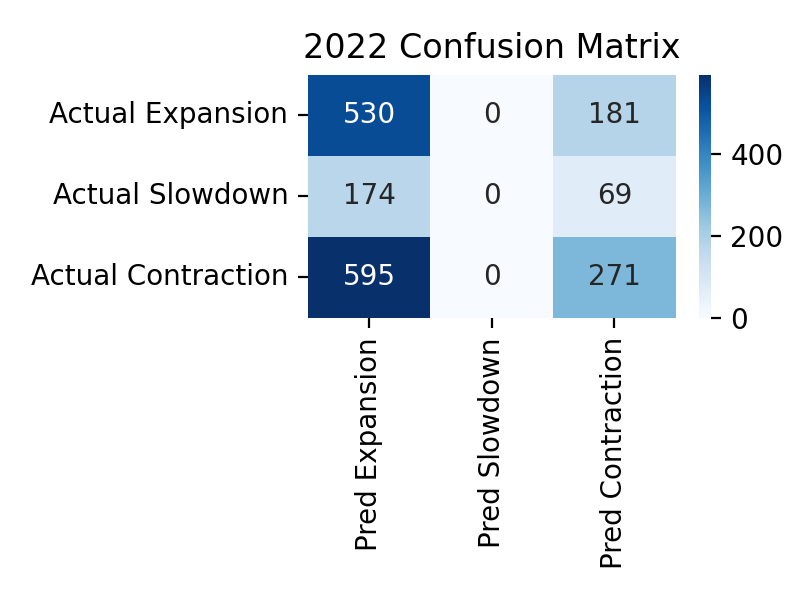 2022 Confusion Matrix
Actual Expansion 530 0 181
Actual Slowdown 174 0 69
Actual Contraction 595 0 271
400
200
0
Pred Expansion
Pred Slowdown
Pred Contraction